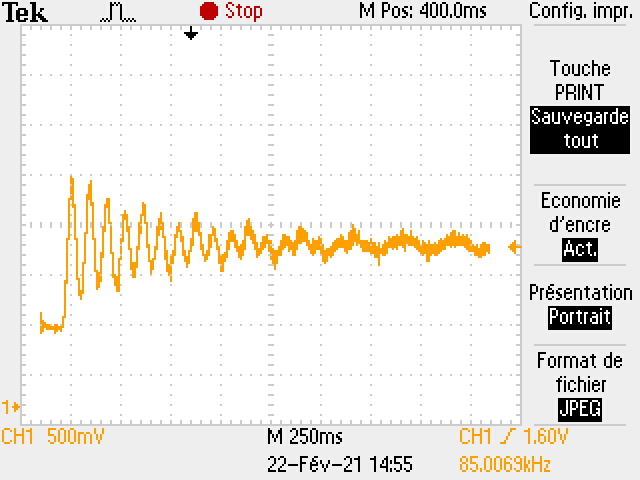 Tek Stop M Pos: 400.0ms Config. impr.
Touche
PRINT
Sauvegarde
tout
Economie
d'encre
Act.
Présentation
Portrait
Format de
fichier
JPEG
1
CH1 500mV M 250ms CH1 1.60V
22-Fév-21 14:55 85.0069kHz